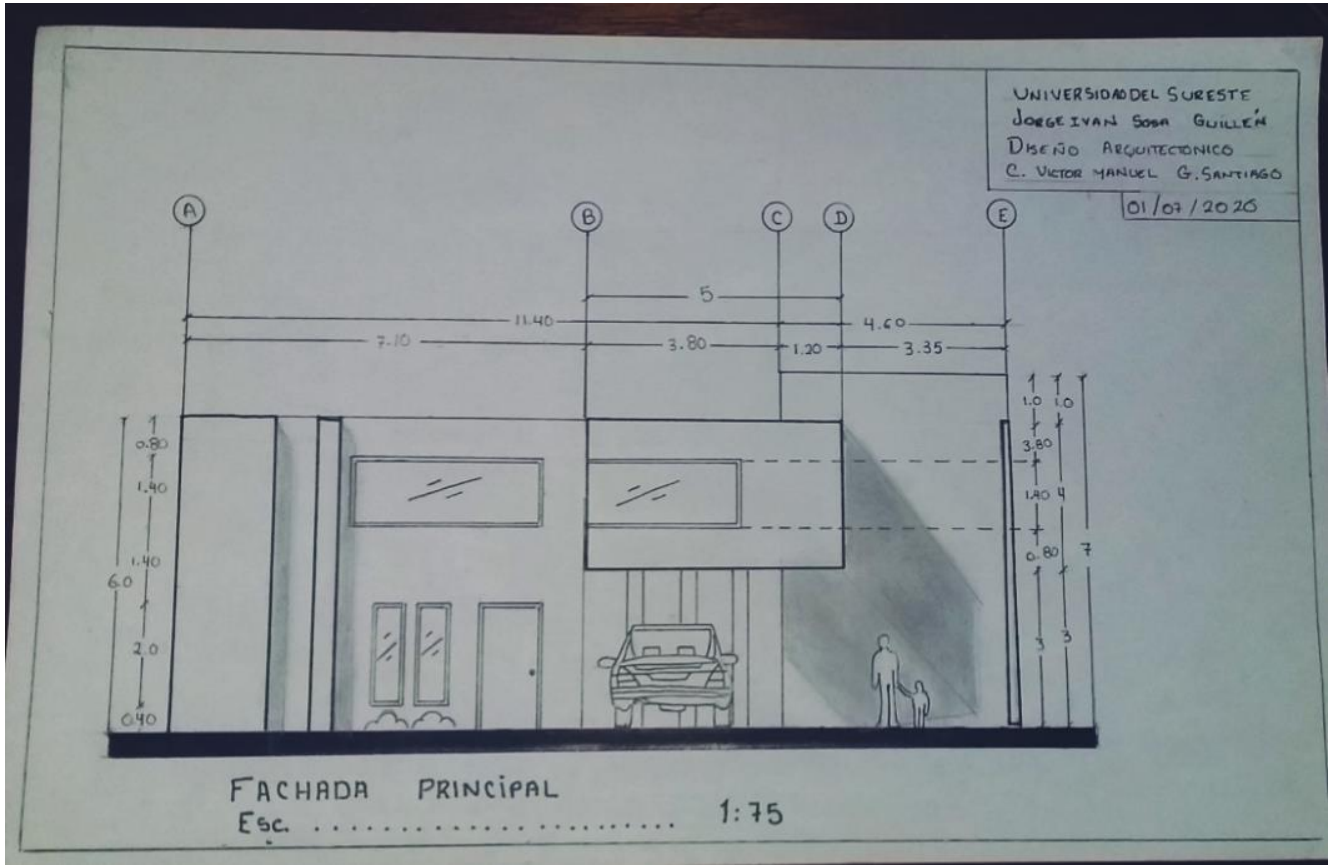 UNIVERSIDAD DEL SURESTE
JORGE IVAN SOSA GUILLÉN
DISEÑO ARQUITECTONICO
C. VICTOR MANUEL G. SANTIAGO
01/07/2020
A B C D E
5
11.40 4.60
7.10 3.80 1.20 3.35
1.0 1.0
0.80 3.80
1.40 1.40 4
1.40 0.80 7
6.0
2.0 3 3
0.40
FACHADA PRINCIPAL
Esc. ........................ 1:75